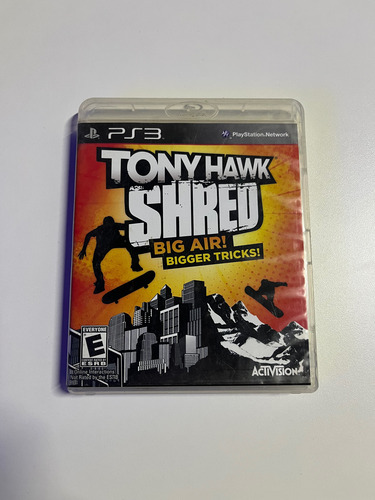 PS3
PlayStation.Network
TONY HAWK
SHRED
BIG AIR!
BIGGER TRICKS!
EVERYONE
E
ESRB
Online Interactions
Not Rated by the ESRB
ACTIVISION